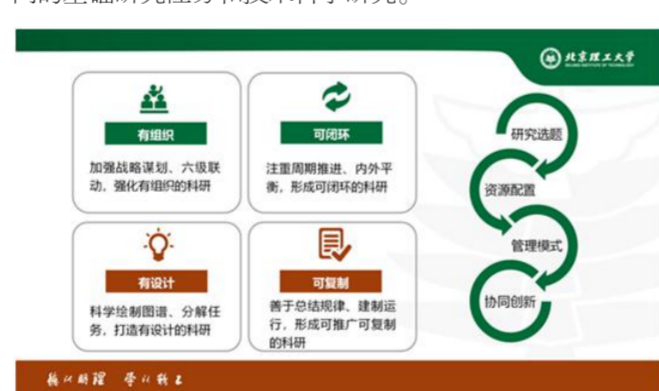 北京理工大学
BEIJING INSTITUTE OF TECHNOLOGY
有组织
加强战略谋划、六级联
动，强化有组织的科研
可闭环
注重周期推进、内外平
衡，形成可闭环的科研
有设计
科学绘制图谱、分解任
务，打造有设计的科研
可复制
善于总结规律、建制运
行，形成可推广可复制
的科研
研究选题
资源配置
管理模式
协同创新